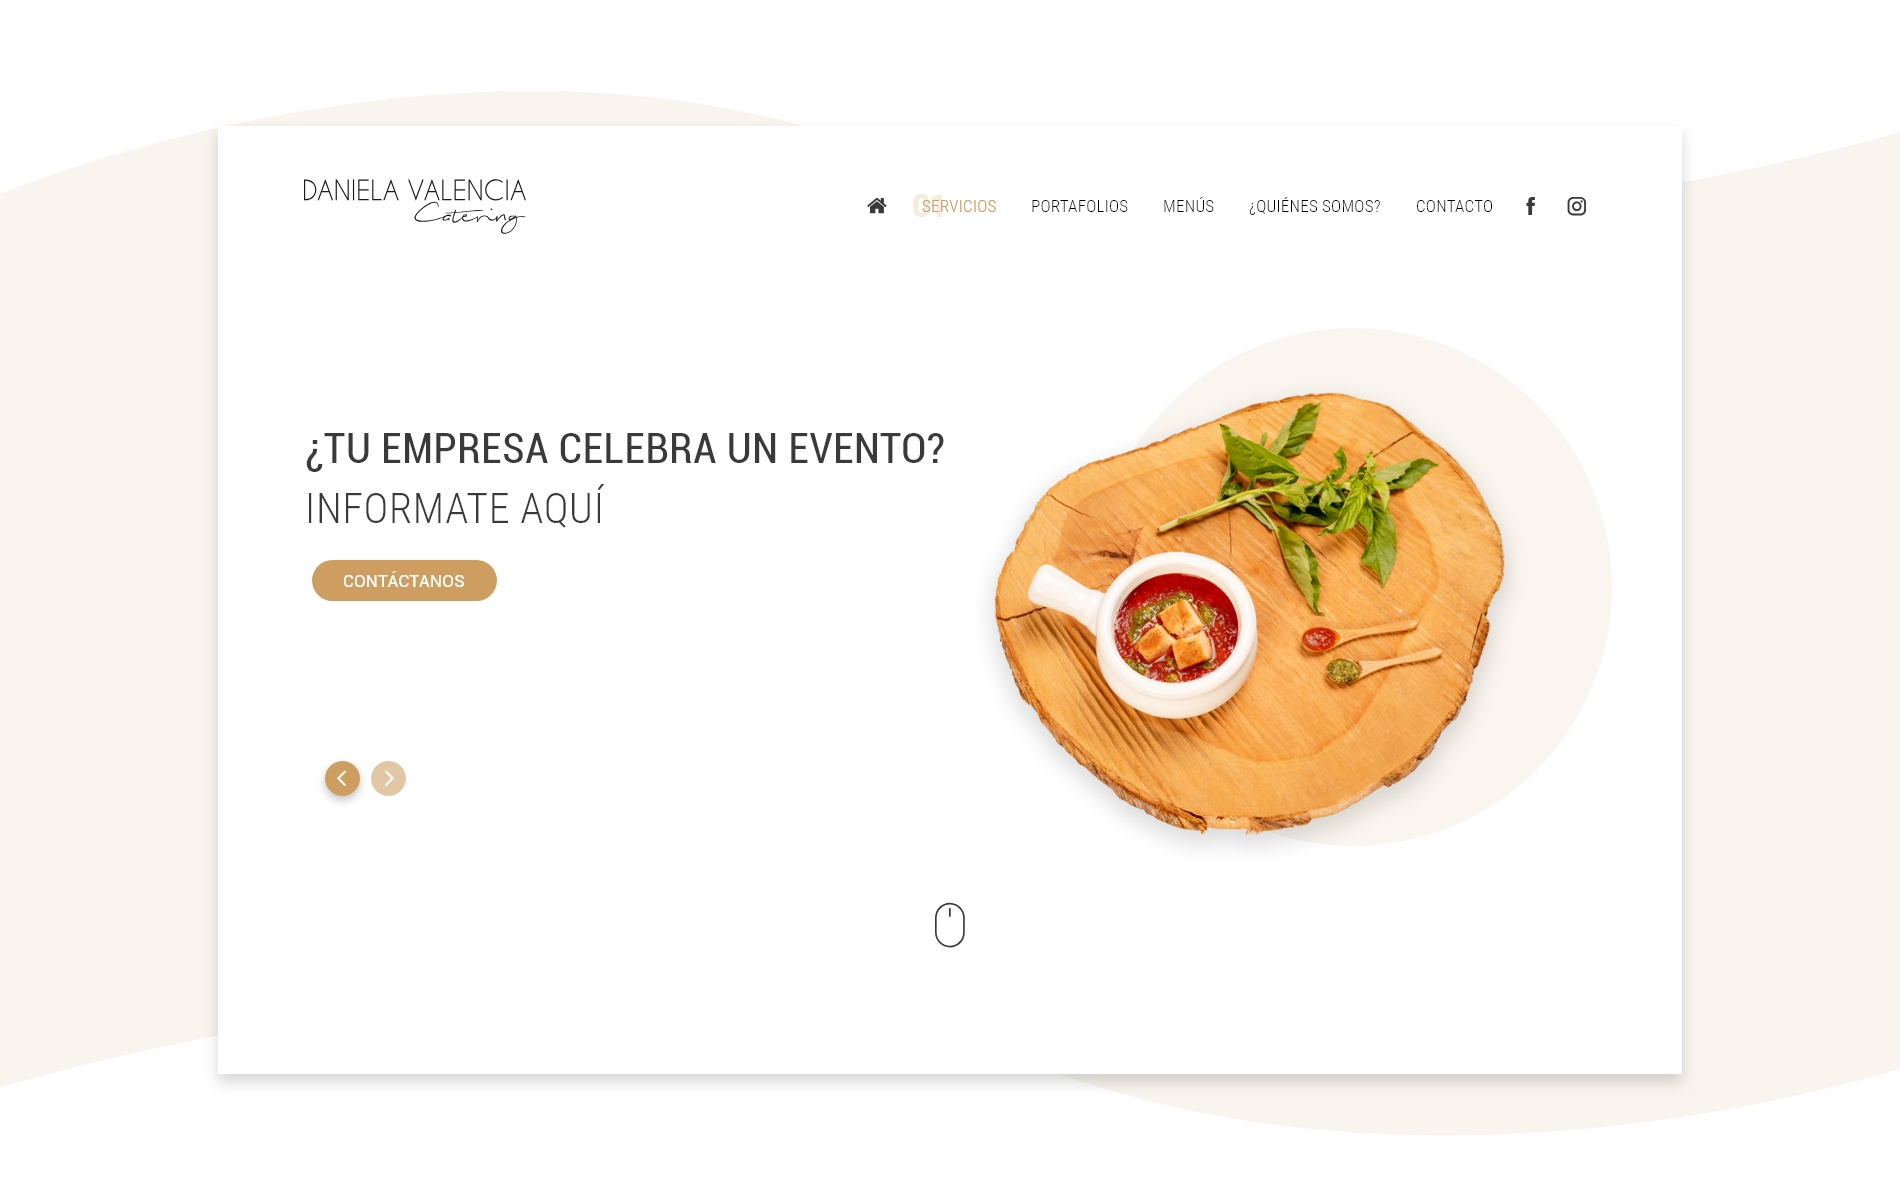 DANIELA VALENCIA
Catering
SERVICIOS PORTAFOLIOS MENÚS ¿QUIÉNES SOMOS? CONTACTO
¿TU EMPRESA CELEBRA UN EVENTO?
INFORMATE AQUÍ
CONTÁCTANOS